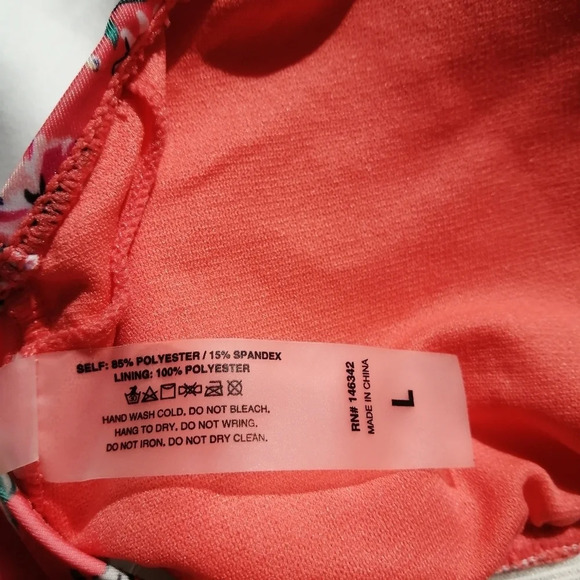 SELF: 85% POLYESTER / 15% SPANDEX
LINING: 100% POLYESTER
HAND WASH COLD. DO NOT BLEACH.
HANG TO DRY. DO NOT WRING.
DO NOT IRON. DO NOT DRY CLEAN.
RN# 146342
MADE IN CHINA
L